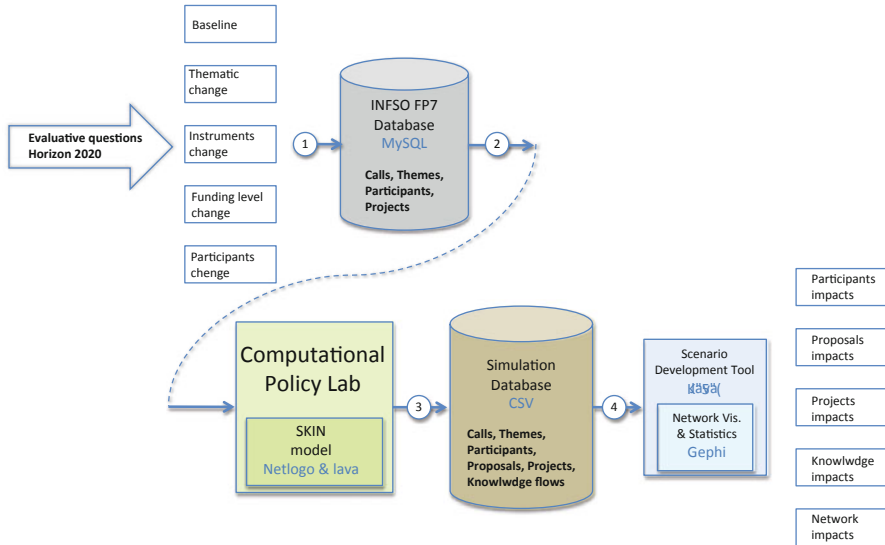 Baseline
Thematic
change
Evaluative questions
Horizon 2020
Instruments
change
Funding level
change
Participants
chenge
1
INFSO FP7
Database
MySQL
Calls, Themes,
Participants,
Projects
2
Computational
Policy Lab
SKIN
model
Netlogo & lava
3
Simulation
Database
CSV
Calls, Themes,
Participants,
Proposals, Projects,
Knowlwdge flows
4
Scenario
Development Tool
Network Vis.
& Statistics
Gephi
Participants
impacts
Proposals
impacts
Projects
impacts
Knowlwdge
impacts
Network
impacts